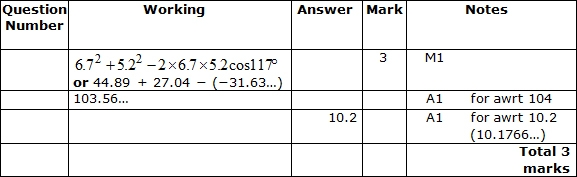 Question Number Working Answer Mark Notes
6.7² + 5.2² − 2×6.7×5.2cos117° 3 M1
or 44.89 + 27.04 − (−31.63...)
103.56... A1 for awrt 104
10.2 A1 for awrt 10.2
(10.1766...)
Total 3
marks